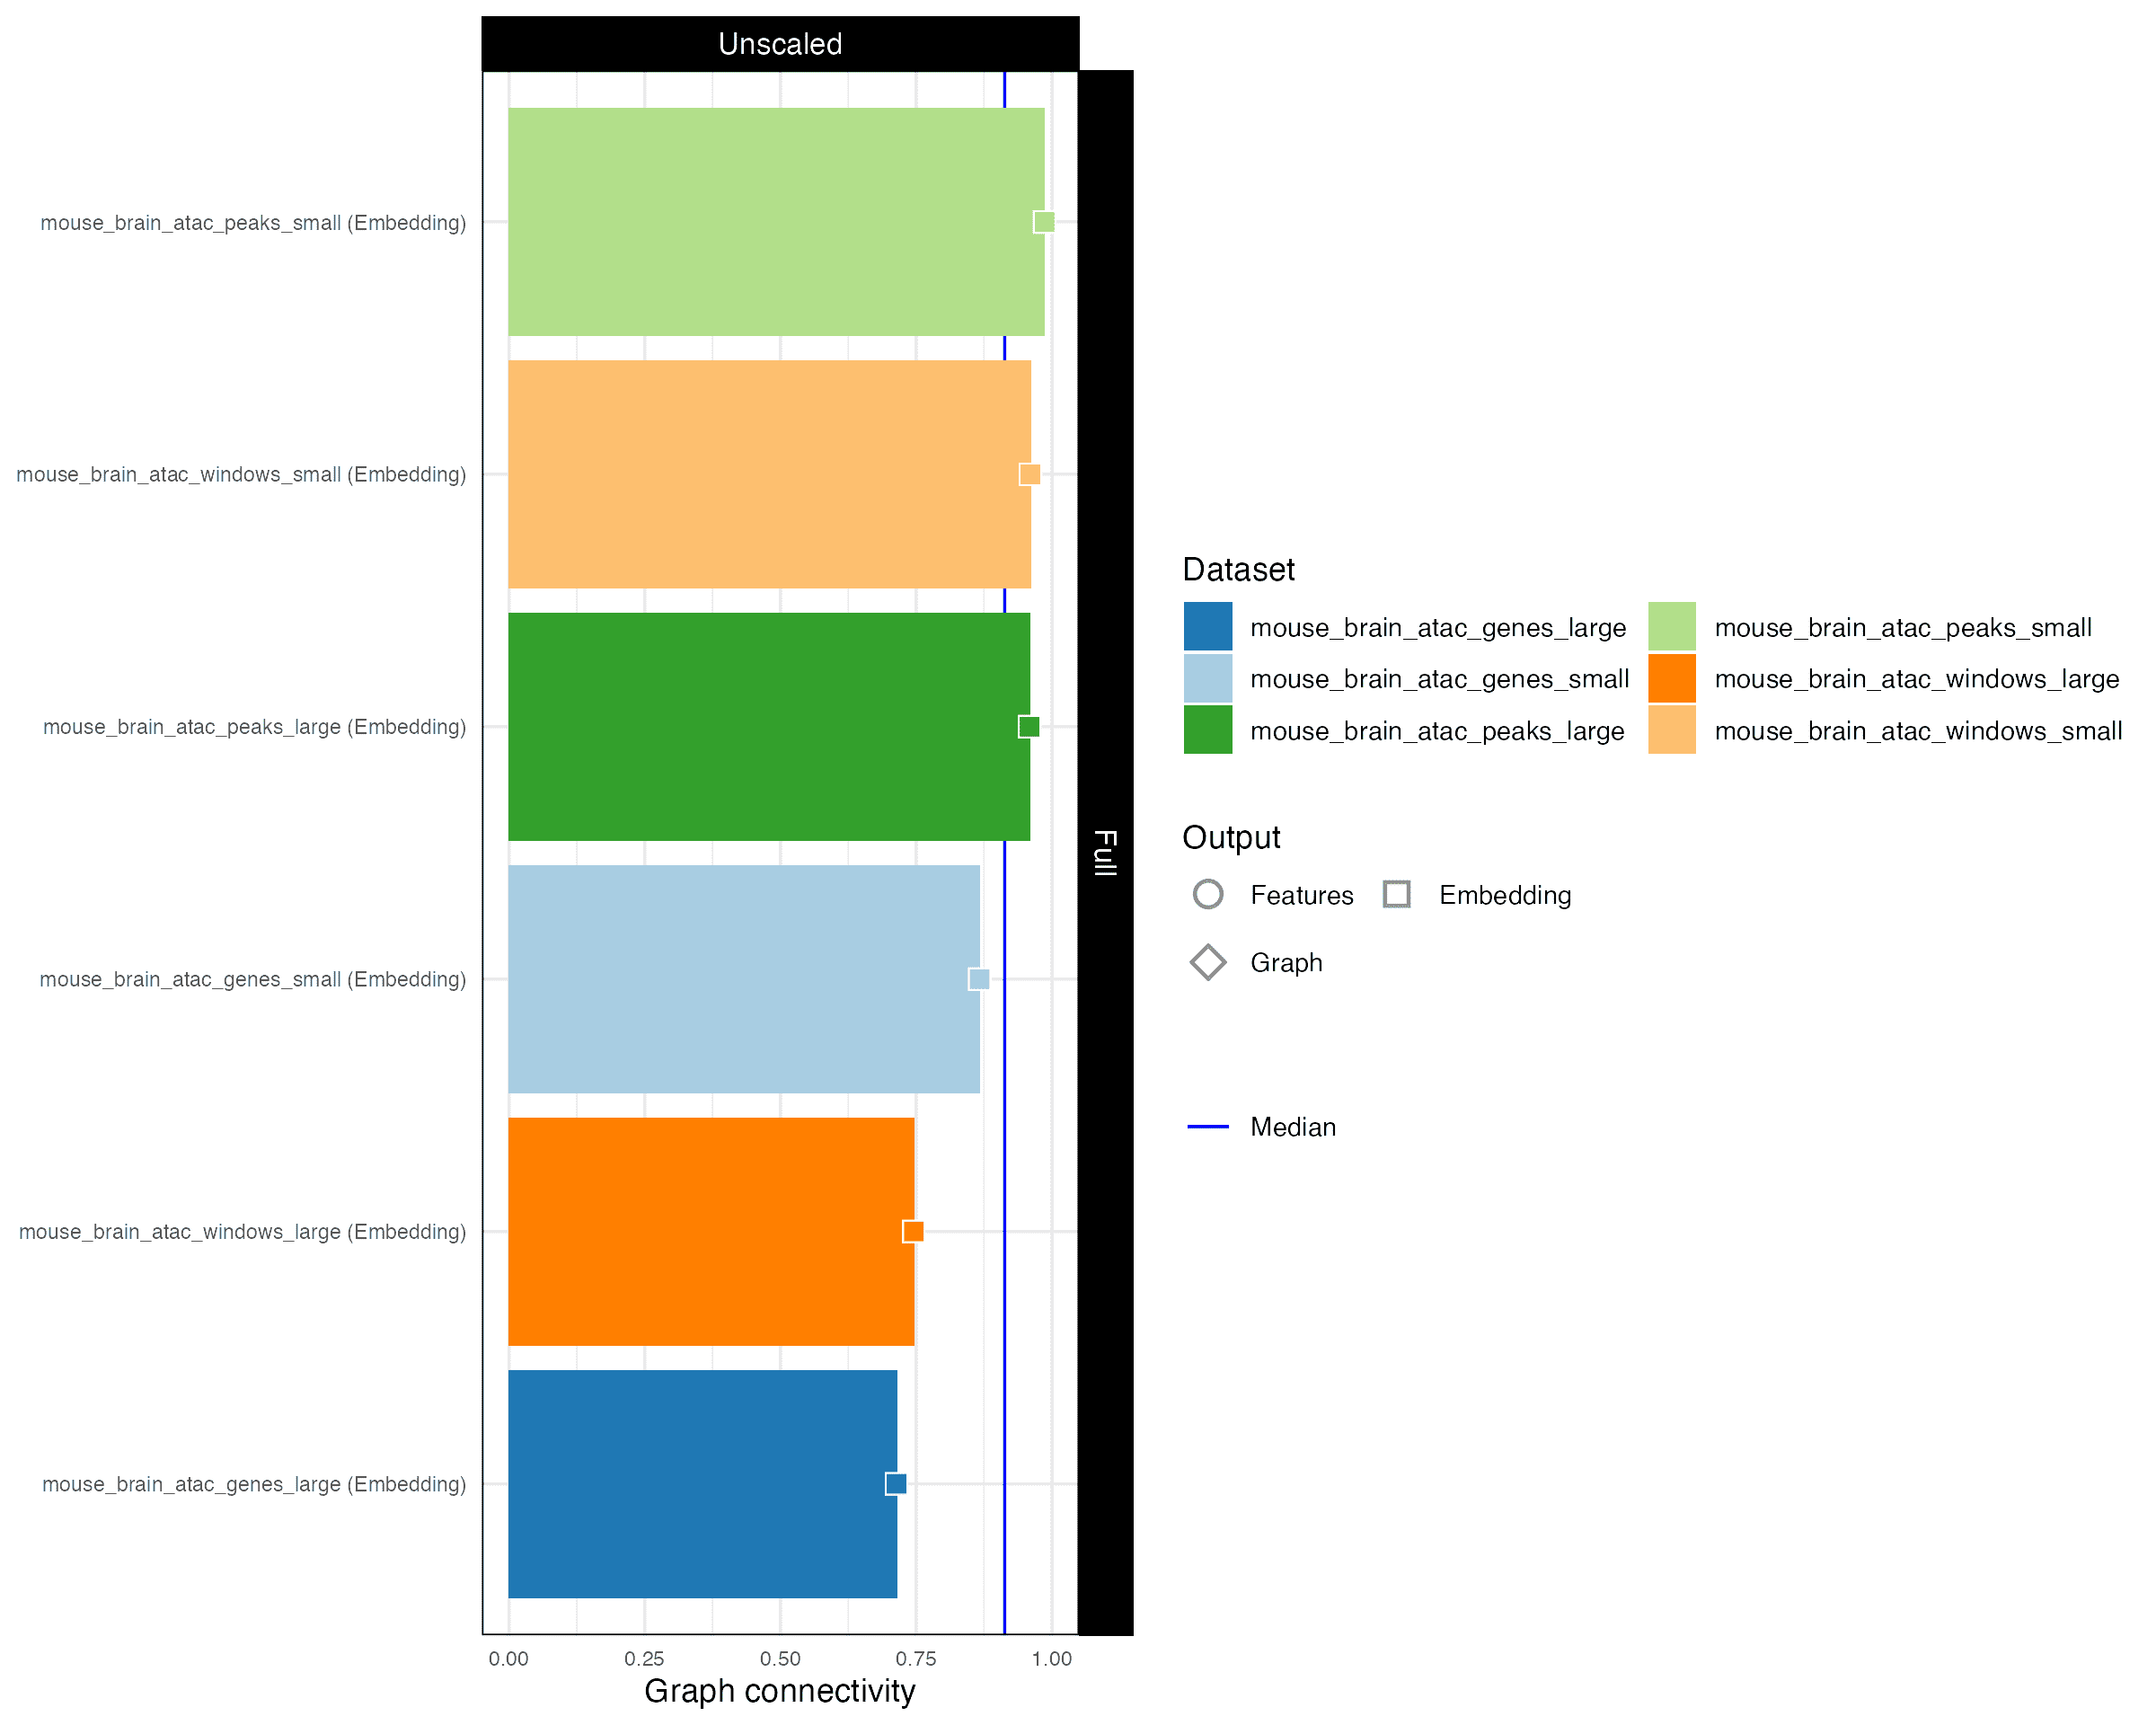 Unscaled
mouse_brain_atac_peaks_small (Embedding)
mouse_brain_atac_windows_small (Embedding)
mouse_brain_atac_peaks_large (Embedding)
mouse_brain_atac_genes_small (Embedding)
mouse_brain_atac_windows_large (Embedding)
mouse_brain_atac_genes_large (Embedding)
0.00 0.25 0.50 0.75 1.00
Graph connectivity
Full
Dataset
mouse_brain_atac_genes_large mouse_brain_atac_peaks_small
mouse_brain_atac_genes_small mouse_brain_atac_windows_large
mouse_brain_atac_peaks_large mouse_brain_atac_windows_small
Output
Features Embedding
Graph
Median